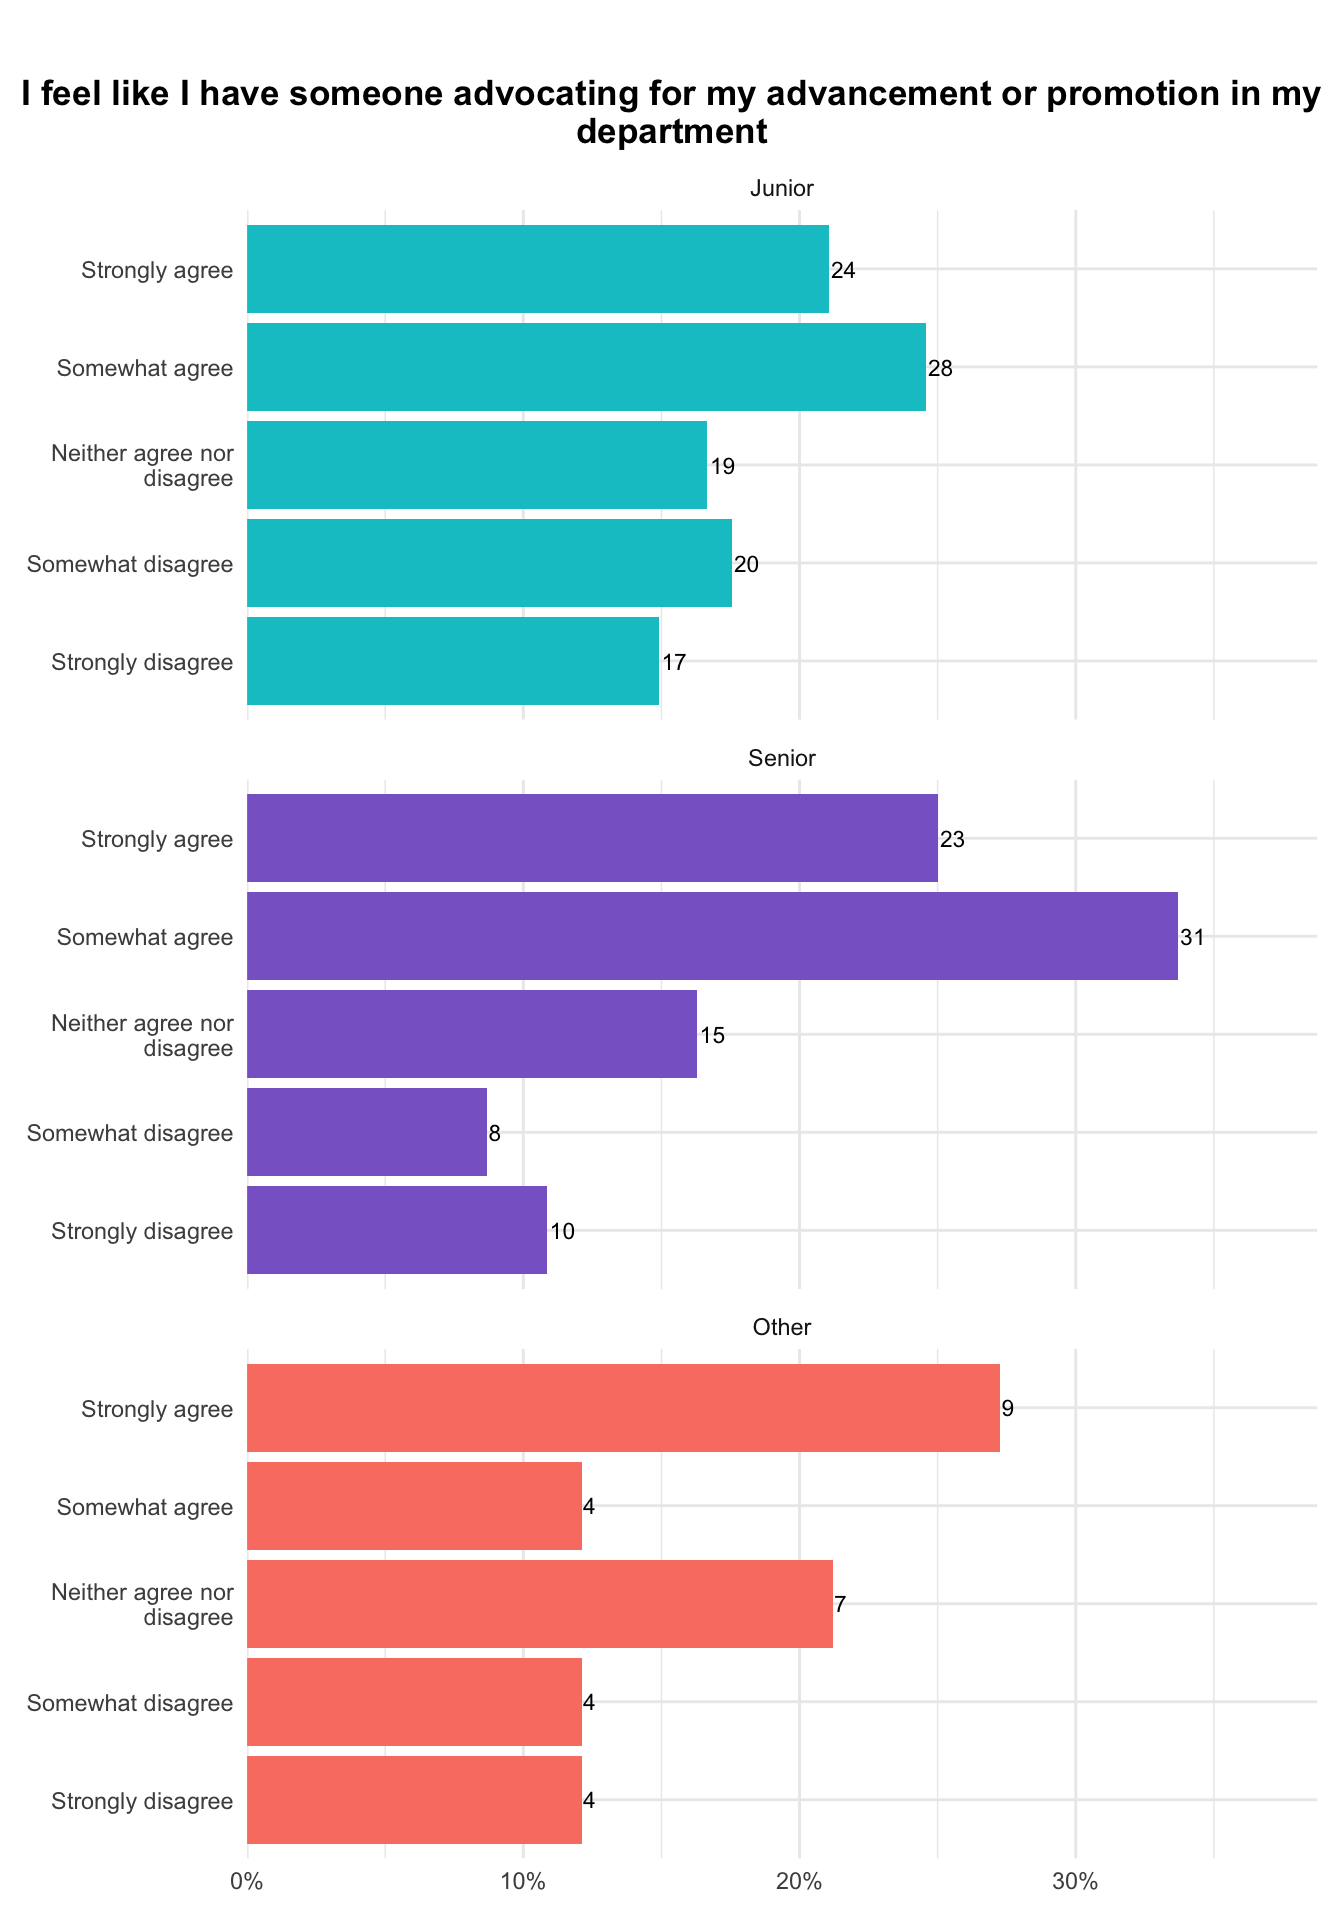 I feel like I have someone advocating for my advancement or promotion in my
department
Junior
Strongly agree
24
Somewhat agree
28
Neither agree nor
disagree
19
Somewhat disagree
20
Strongly disagree
17
Senior
Strongly agree
23
Somewhat agree
31
Neither agree nor
disagree
15
Somewhat disagree
8
Strongly disagree
10
Other
Strongly agree
9
Somewhat agree
4
Neither agree nor
disagree
7
Somewhat disagree
4
Strongly disagree
4
0%
10%
20%
30%